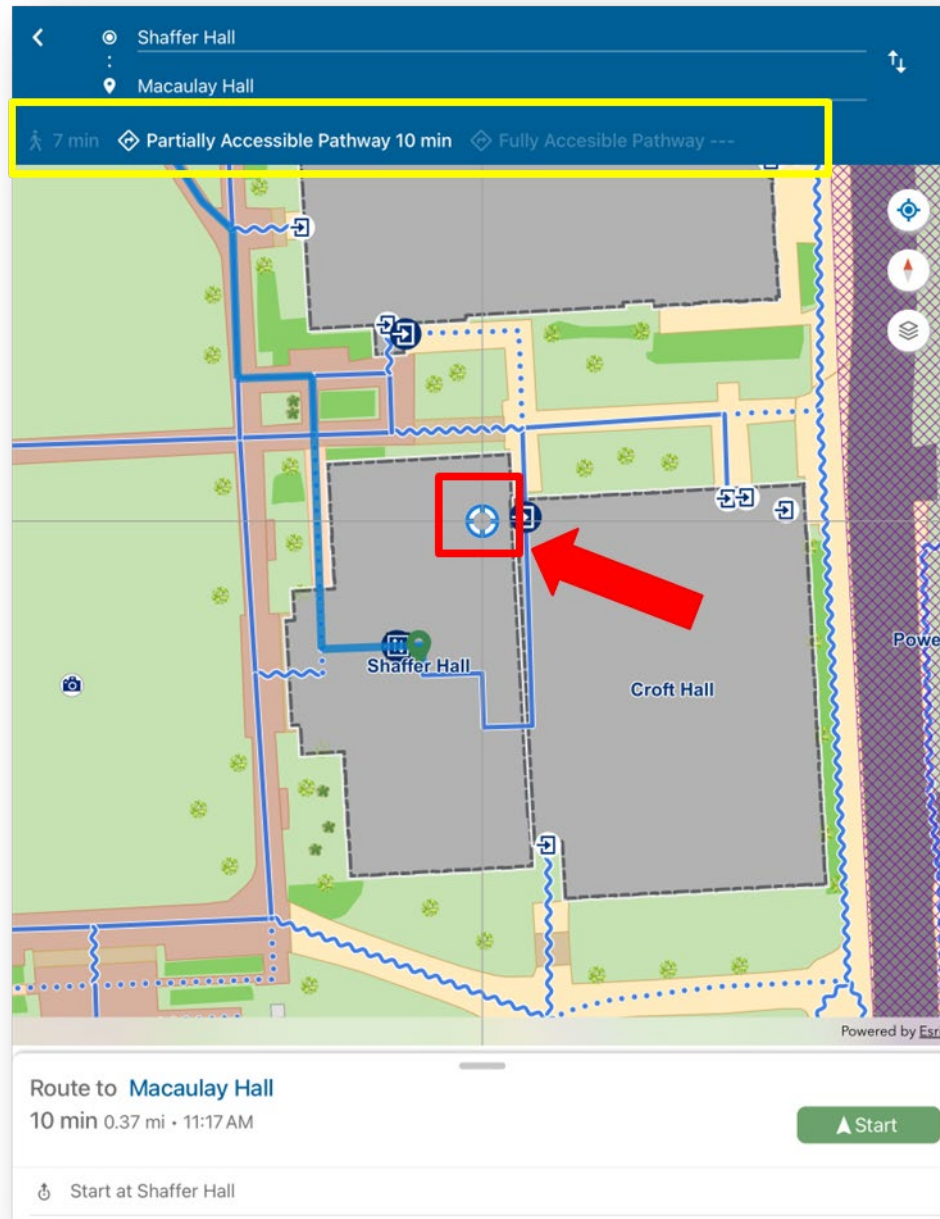 Shaffer Hall
Macaulay Hall
7 min Partially Accessible Pathway 10 min Fully Accesible Pathway ---
Shaffer Hall
Croft Hall
Powe
Powered by Esri
Route to Macaulay Hall
10 min 0.37 mi • 11:17 AM
Start
Start at Shaffer Hall